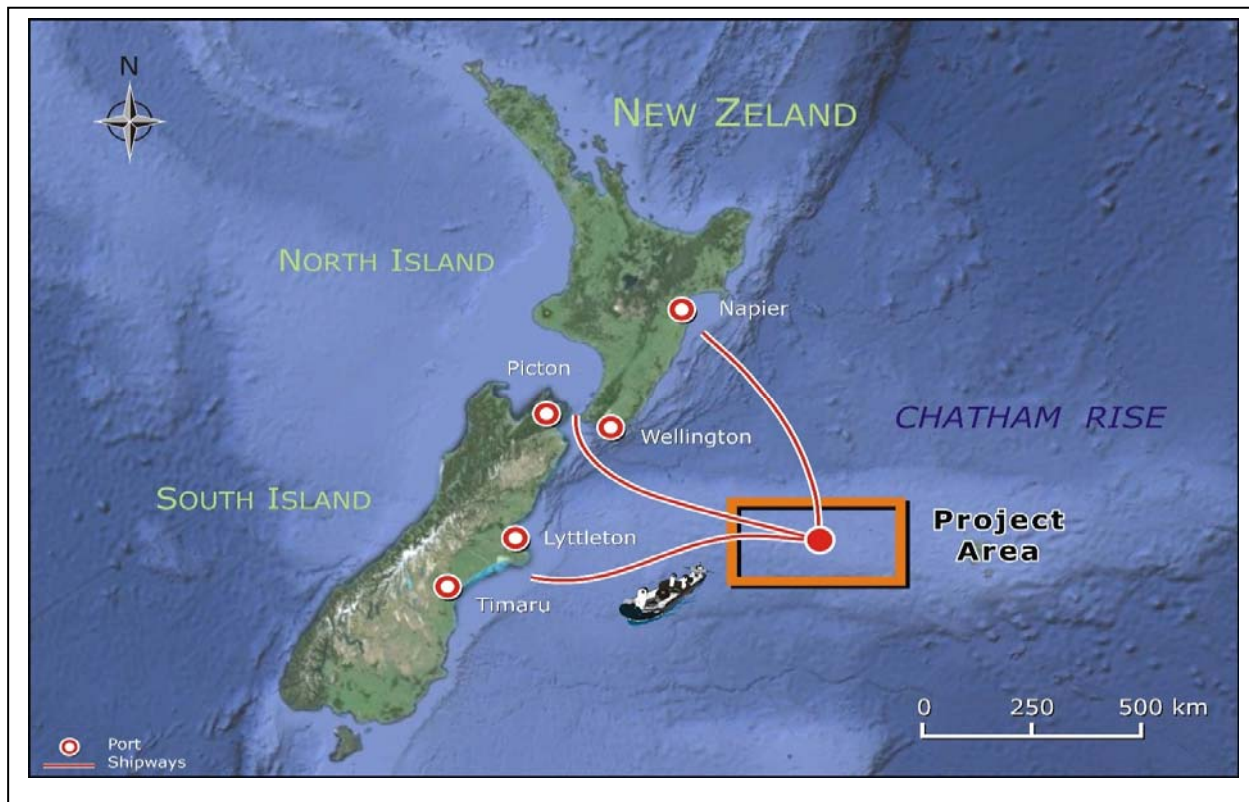 N
NEW ZELAND
NORTH ISLAND
Napier
Picton
CHATHAM RISE
Wellington
SOUTH ISLAND
Project
Area
Lyttleton
Timaru
0 250 500 km
Port
Shipways